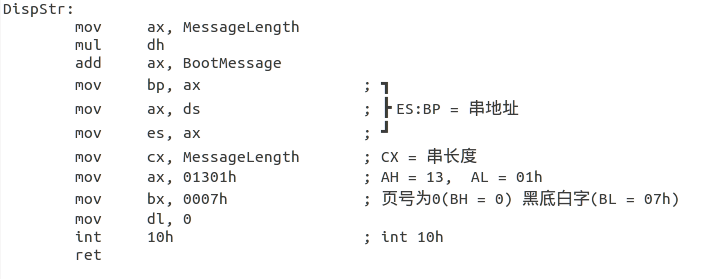 DispStr:
mov ax, MessageLength
mul dh
add ax, BootMessage
mov bp, ax ; ┓
mov ax, ds ; ┣ ES:BP = 串地址
mov es, ax ; ┛
mov cx, MessageLength ; CX = 串长度
mov ax, 01301h ; AH = 13, AL = 01h
mov bx, 0007h ; 页号为0(BH = 0) 黑底白字(BL = 07h)
mov dl, 0
int 10h ; int 10h
ret